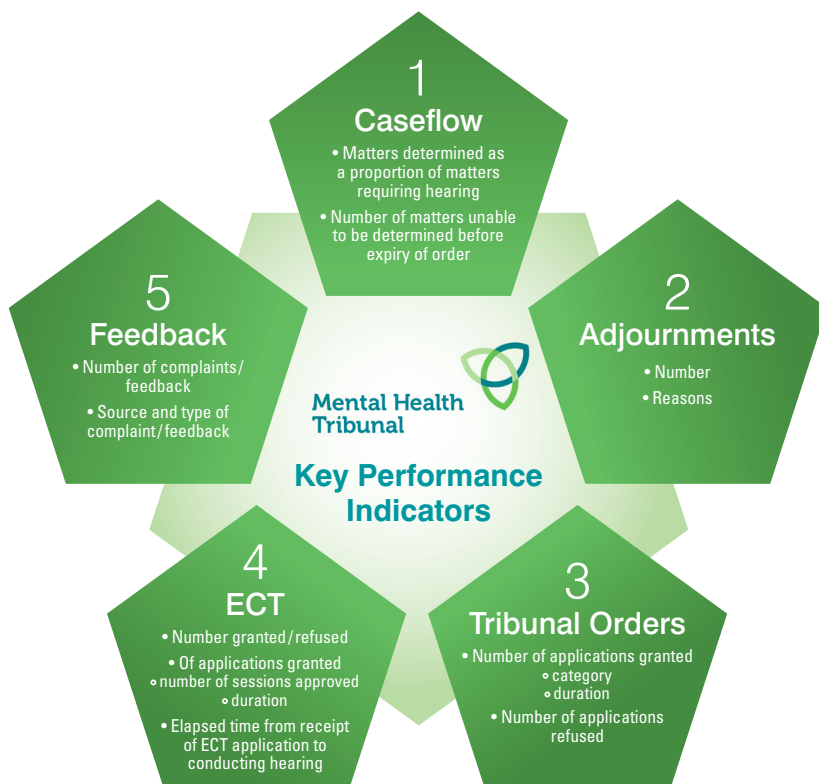 1
Caseflow
• Matters determined as
a proportion of matters
requiring hearing
• Number of matters unable
to be determined before
expiry of order
2
Adjournments
• Number
• Reasons
3
Tribunal Orders
• Number of applications granted
∘ category
∘ duration
• Number of applications
refused
4
ECT
• Number granted/refused
• Of applications granted
∘ number of sessions approved
∘ duration
• Elapsed time from receipt
of ECT application to
conducting hearing
5
Feedback
• Number of complaints/
feedback
• Source and type of
complaint/feedback
Mental Health
Tribunal
Key Performance
Indicators